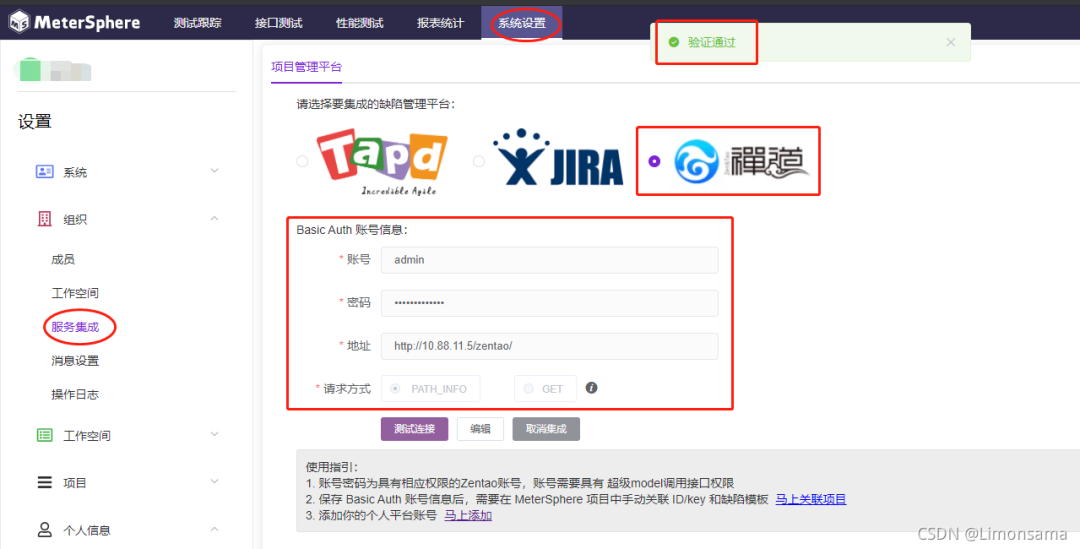 MeterSphere 测试跟踪 接口测试 性能测试 报表统计 系统设置
验证通过
项目管理平台
请选择要集成的缺陷管理平台:
设置
Tapd
Incredible Agile
JIRA
禅道
系统
组织
成员
工作空间
服务集成
消息设置
操作日志
工作空间
项目
个人信息
Basic Auth 账号信息:
* 账号 admin
* 密码 •••••••••••••
* 地址 http://10.88.11.5/zentao/
* 请求方式 PATH_INFO GET
测试连接 编辑 取消集成
使用指引:
1. 账号密码为具有相应权限的Zentao账号，账号需要具有 超级model调用接口权限
2. 保存 Basic Auth 账号信息后，需要在 MeterSphere 项目中手动关联 ID/key 和缺陷模板 马上关联项目
3. 添加你的个人平台账号 马上添加
CSDN @Limonsama